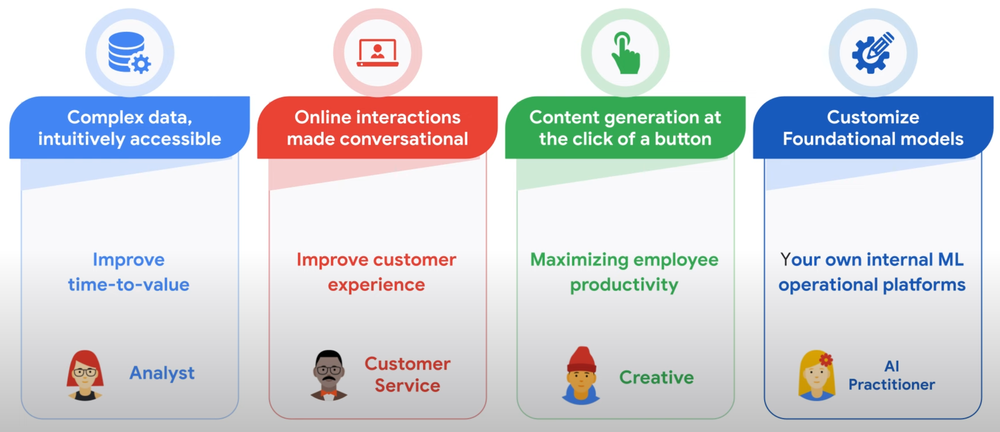 Complex data,
intuitively accessible
Improve
time-to-value
Analyst
Online interactions
made conversational
Improve customer
experience
Customer
Service
Content generation at
the click of a button
Maximizing employee
productivity
Creative
Customize
Foundational models
Your own internal ML
operational platforms
AI
Practitioner